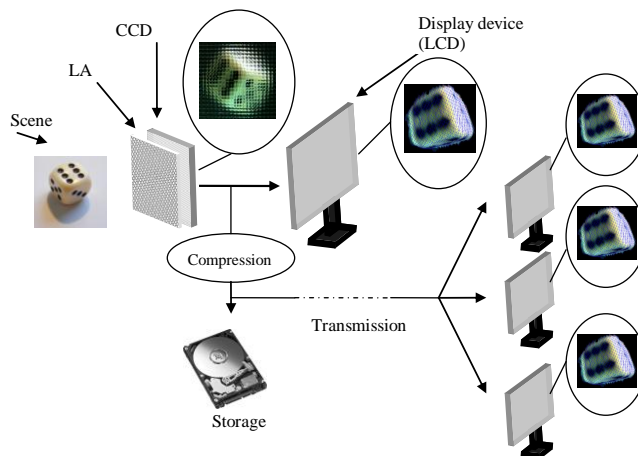 CCD
Display device
(LCD)
LA
Scene
Compression
Transmission
Storage